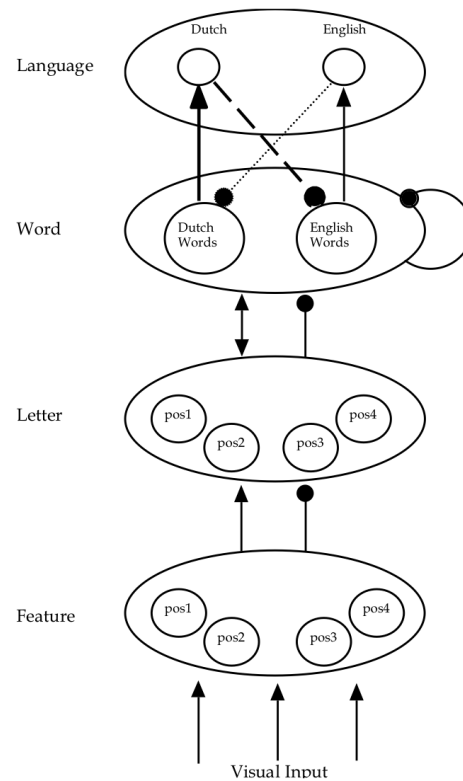 Dutch
English
Language
Word
Dutch
Words
English
Words
Letter
pos1
pos2
pos3
pos4
Feature
pos1
pos2
pos3
pos4
Visual Input